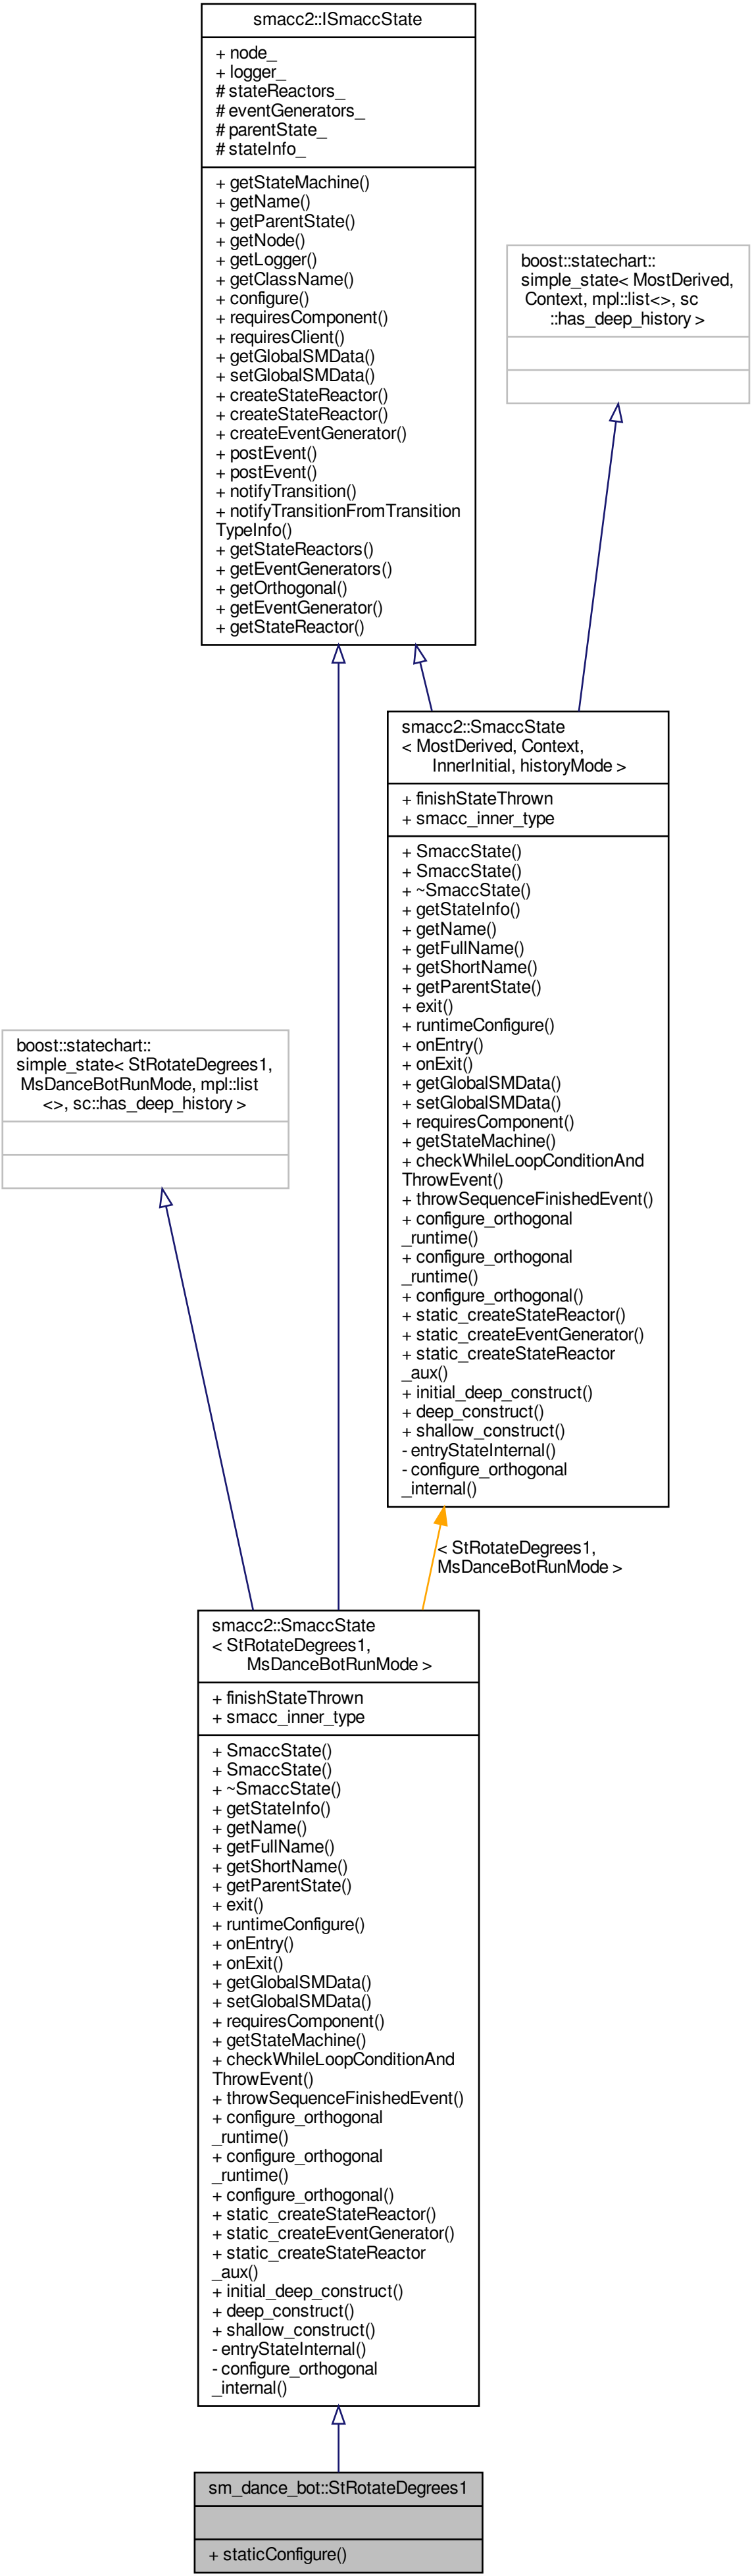 smacc2::ISmaccState
+ node_
+ logger_
# stateReactors_
# eventGenerators_
# parentState_
# stateInfo_
+ getStateMachine()
+ getName()
+ getParentState()
+ getNode()
+ getLogger()
+ getClassName()
+ configure()
+ requiresComponent()
+ requiresClient()
+ getGlobalSMData()
+ setGlobalSMData()
+ createStateReactor()
+ createStateReactor()
+ createEventGenerator()
+ postEvent()
+ postEvent()
+ notifyTransition()
+ notifyTransitionFromTransition
TypeInfo()
+ getStateReactors()
+ getEventGenerators()
+ getOrthogonal()
+ getEventGenerator()
+ getStateReactor()
boost::statechart::
simple_state< MostDerived,
Context, mpl::list<>, sc
::has_deep_history >
smacc2::SmaccState
< MostDerived, Context,
InnerInitial, historyMode >
+ finishStateThrown
+ smacc_inner_type
+ SmaccState()
+ SmaccState()
+ ~SmaccState()
+ getStateInfo()
+ getName()
+ getFullName()
+ getShortName()
+ getParentState()
+ exit()
+ runtimeConfigure()
+ onEntry()
+ onExit()
+ getGlobalSMData()
+ setGlobalSMData()
+ requiresComponent()
+ getStateMachine()
+ checkWhileLoopConditionAnd
ThrowEvent()
+ throwSequenceFinishedEvent()
+ configure_orthogonal
_runtime()
+ configure_orthogonal
_runtime()
+ configure_orthogonal()
+ static_createStateReactor()
+ static_createEventGenerator()
+ static_createStateReactor
_aux()
+ initial_deep_construct()
+ deep_construct()
+ shallow_construct()
- entryStateInternal()
- configure_orthogonal
_internal()
boost::statechart::
simple_state< StRotateDegrees1,
MsDanceBotRunMode, mpl::list
<>, sc::has_deep_history >
< StRotateDegrees1,
MsDanceBotRunMode >
smacc2::SmaccState
< StRotateDegrees1,
MsDanceBotRunMode >
+ finishStateThrown
+ smacc_inner_type
+ SmaccState()
+ SmaccState()
+ ~SmaccState()
+ getStateInfo()
+ getName()
+ getFullName()
+ getShortName()
+ getParentState()
+ exit()
+ runtimeConfigure()
+ onEntry()
+ onExit()
+ getGlobalSMData()
+ setGlobalSMData()
+ requiresComponent()
+ getStateMachine()
+ checkWhileLoopConditionAnd
ThrowEvent()
+ throwSequenceFinishedEvent()
+ configure_orthogonal
_runtime()
+ configure_orthogonal
_runtime()
+ configure_orthogonal()
+ static_createStateReactor()
+ static_createEventGenerator()
+ static_createStateReactor
_aux()
+ initial_deep_construct()
+ deep_construct()
+ shallow_construct()
- entryStateInternal()
- configure_orthogonal
_internal()
sm_dance_bot::StRotateDegrees1
+ staticConfigure()